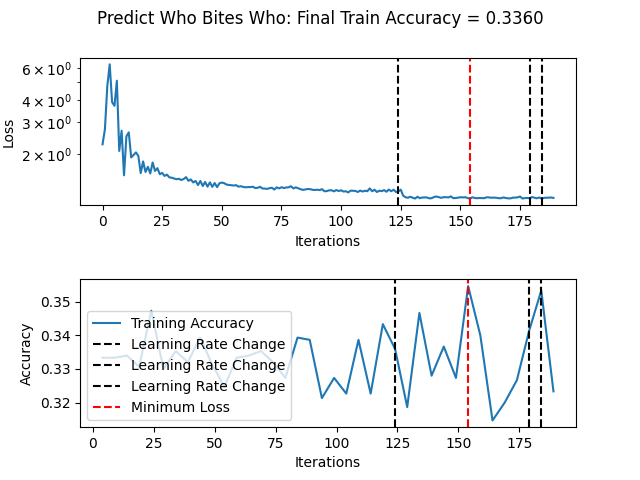 Predict Who Bites Who: Final Train Accuracy = 0.3360
6 × 10⁰
4 × 10⁰
3 × 10⁰
2 × 10⁰
Loss
0 25 50 75 100 125 150 175
Iterations
0.35
0.34
0.33
0.32
Accuracy
Training Accuracy
Learning Rate Change
Learning Rate Change
Learning Rate Change
Minimum Loss
0 25 50 75 100 125 150 175
Iterations